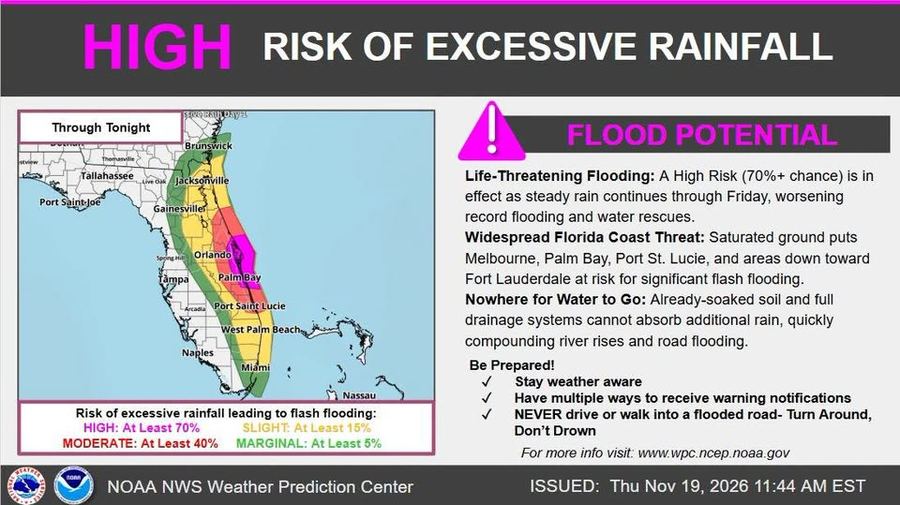 HIGH RISK OF EXCESSIVE RAINFALL
Through Tonight
Brunswick
Thomasville
Tallahassee
Live Oak
Jacksonville
Port Saint Joe
Gainesville
Spring Hill
Orlando
Tampa
Palm Bay
Arcadia
Port Saint Lucie
West Palm Beach
Naples
Miami
Nassau
Risk of excessive rainfall leading to flash flooding:
HIGH: At Least 70% SLIGHT: At Least 15%
MODERATE: At Least 40% MARGINAL: At Least 5%
FLOOD POTENTIAL
Life-Threatening Flooding: A High Risk (70%+ chance) is in
effect as steady rain continues through Friday, worsening
record flooding and water rescues.
Widespread Florida Coast Threat: Saturated ground puts
Melbourne, Palm Bay, Port St. Lucie, and areas down toward
Fort Lauderdale at risk for significant flash flooding.
Nowhere for Water to Go: Already-soaked soil and full
drainage systems cannot absorb additional rain, quickly
compounding river rises and road flooding.
Be Prepared!
✓ Stay weather aware
✓ Have multiple ways to receive warning notifications
✓ NEVER drive or walk into a flooded road- Turn Around,
Don't Drown
For more info visit: www.wpc.ncep.noaa.gov
NOAA
NOAA NWS Weather Prediction Center
ISSUED: Thu Nov 19, 2026 11:44 AM EST